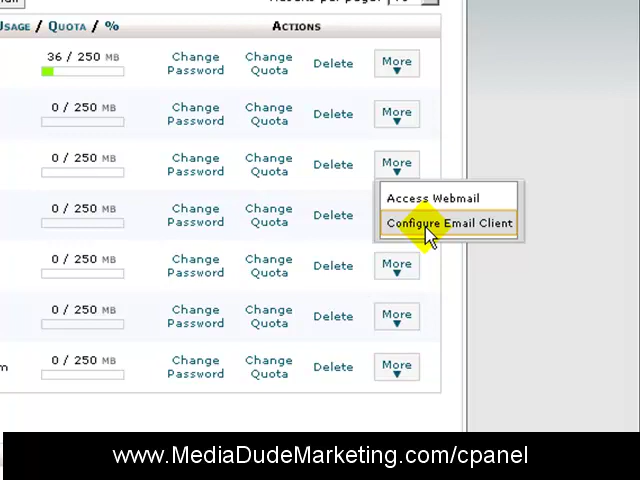 USAGE / QUOTA / % ACTIONS
36 / 250 MB Change Password Change Quota Delete More
0 / 250 MB Change Password Change Quota Delete More
0 / 250 MB Change Password Change Quota Delete More
Access Webmail
Configure Email Client
Change Password Change Quota Delete
0 / 250 MB
0 / 250 MB Change Password Change Quota Delete More
0 / 250 MB Change Password Change Quota Delete More
m 0 / 250 MB Change Password Change Quota Delete More
www.MediaDudeMarketing.com/cpanel